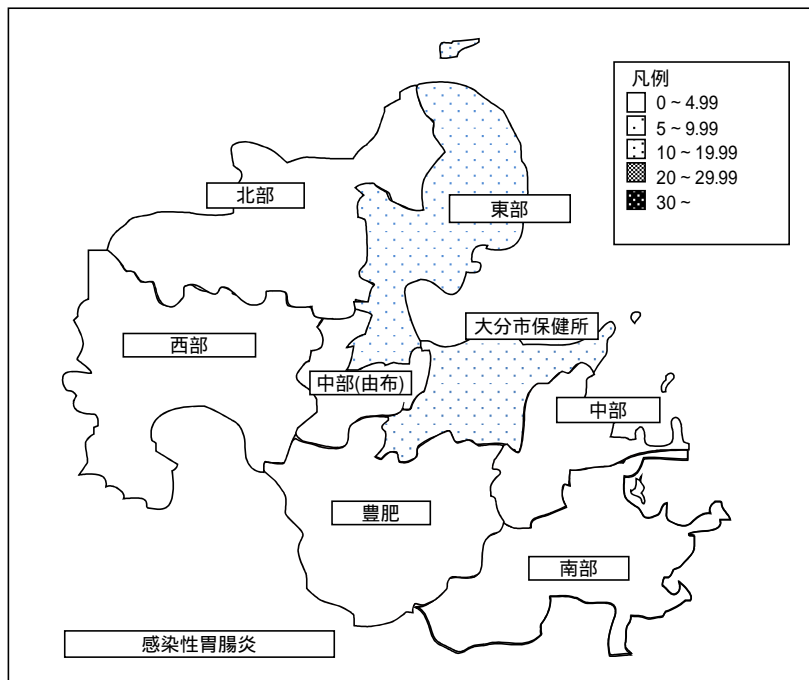 凡例
0 ~ 4.99
5 ~ 9.99
10 ~ 19.99
20 ~ 29.99
30 ~
北部
東部
大分市保健所
西部
中部(由布)
中部
豊肥
南部
感染性胃腸炎